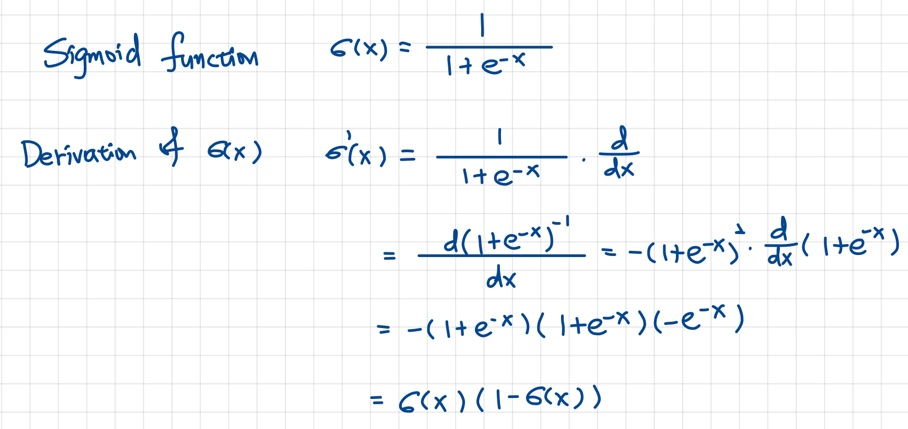 Sigmoid function σ(x) = 1 / (1 + e^-x)
Derivation of σ(x) σ'(x) = 1 / (1 + e^-x) · d/dx
= d(1+e^-x)^-1 / dx = -(1+e^-x)^2 · d/dx (1+e^-x)
= -(1+e^-x)(1+e^-x)(-e^-x)
= σ(x)(1-σ(x))